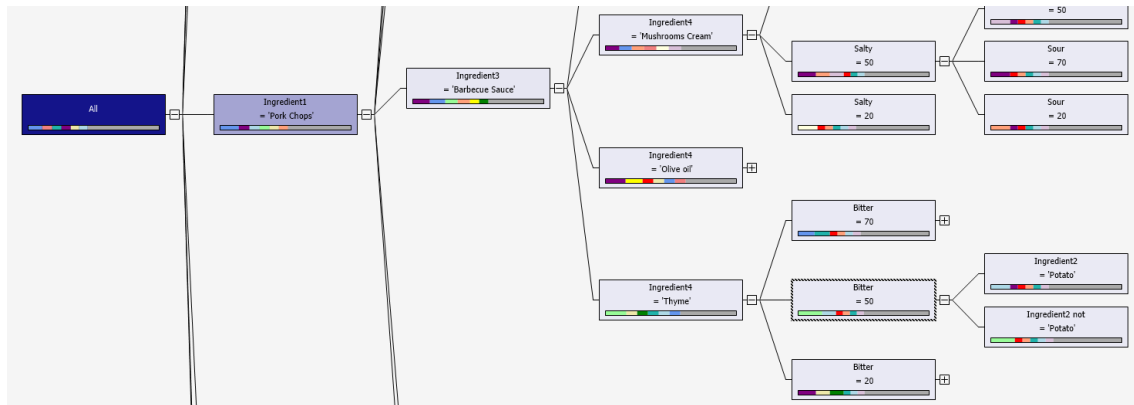 All
Ingredient1
= 'Pork Chops'
Ingredient3
= 'Barbecue Sauce'
Ingredient4
= 'Mushrooms Cream'
Ingredient4
= 'Olive oil'
Ingredient4
= 'Thyme'
Salty
= 50
Salty
= 20
Bitter
= 70
Bitter
= 50
Bitter
= 20
= 50
Sour
= 70
Sour
= 20
Ingredient2
= 'Potato'
Ingredient2 not
= 'Potato'